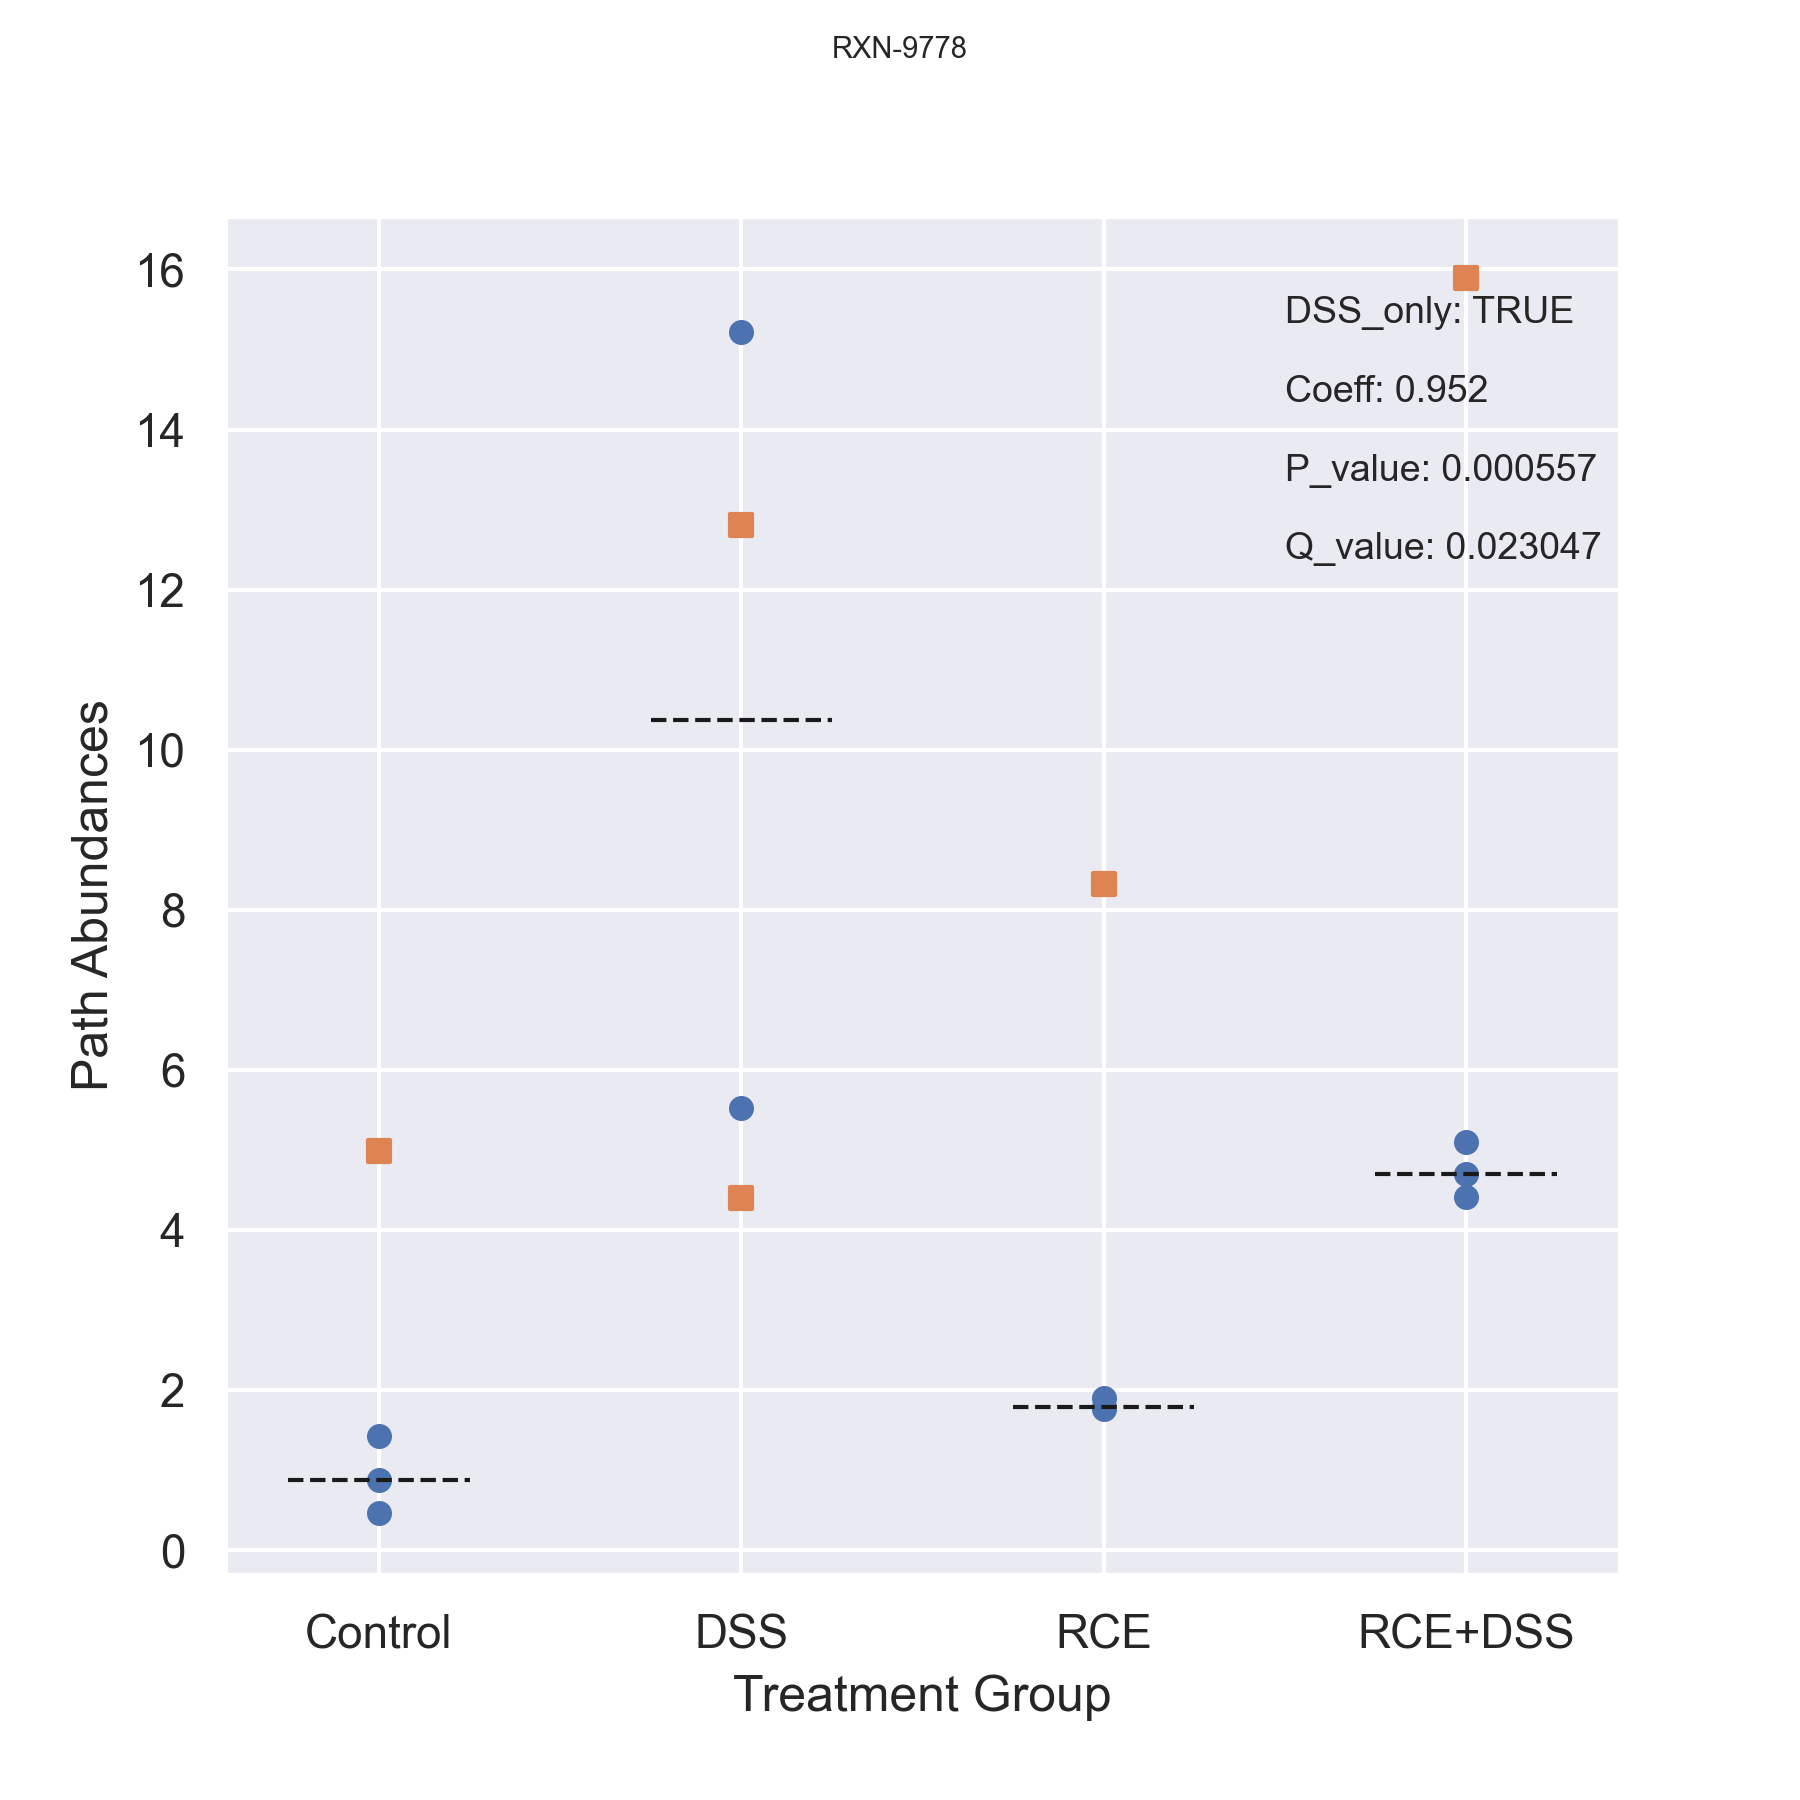 RXN-9778
16
14
12
10
8
6
4
2
0
Path Abundances
DSS_only: TRUE
Coeff: 0.952
P_value: 0.000557
Q_value: 0.023047
Control
DSS
RCE
RCE+DSS
Treatment Group